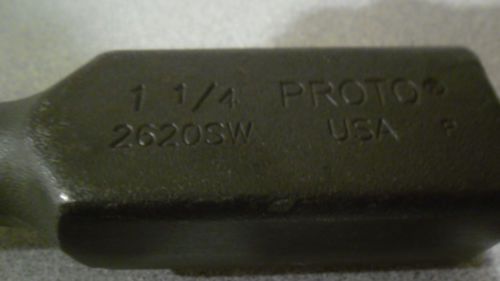 1 1/4 PROTO®
2620SW USA P